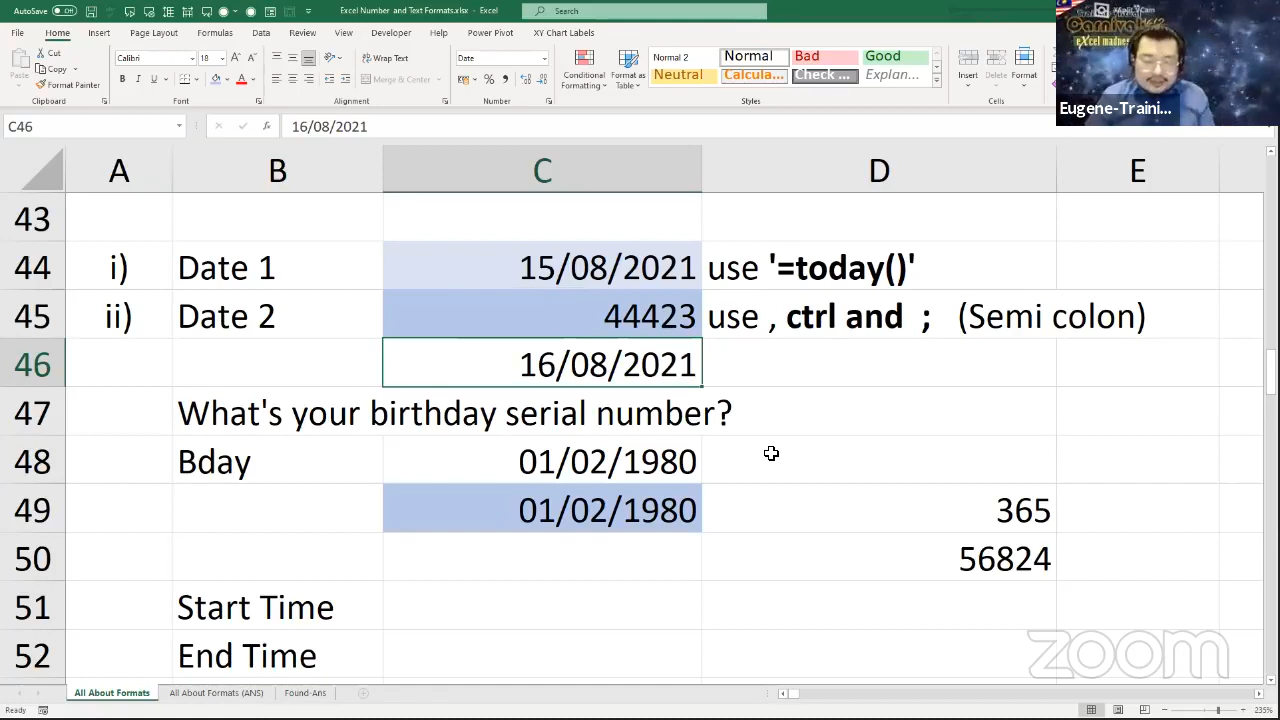 AutoSave Off
Excel Number and Text Formats.xlsx - Excel
Search
File Home Insert Page Layout Formulas Data Review View Developer Help Power Pivot XY Chart Labels
Cut
Copy
Format Painter
Paste
Clipboard
Calibri 18
Font
Wrap Text
Merge & Center
Alignment
Date
Number
Conditional Formatting
Format as Table
Normal 2 Normal Bad Good
Neutral Calcula... Check ... Explan...
Styles
Insert Delete Format
Cells
Eugene-Traini...
C46 fx 16/08/2021
A B C D E
43
44 i) Date 1 15/08/2021 use '=today()'
45 ii) Date 2 44423 use , ctrl and ; (Semi colon)
46 16/08/2021
47 What's your birthday serial number?
48 Bday 01/02/1980
49 01/02/1980 365
50 56824
51 Start Time
52 End Time
zoom
All About Formats All About Formats (ANS) Found-Ans
Ready 235%